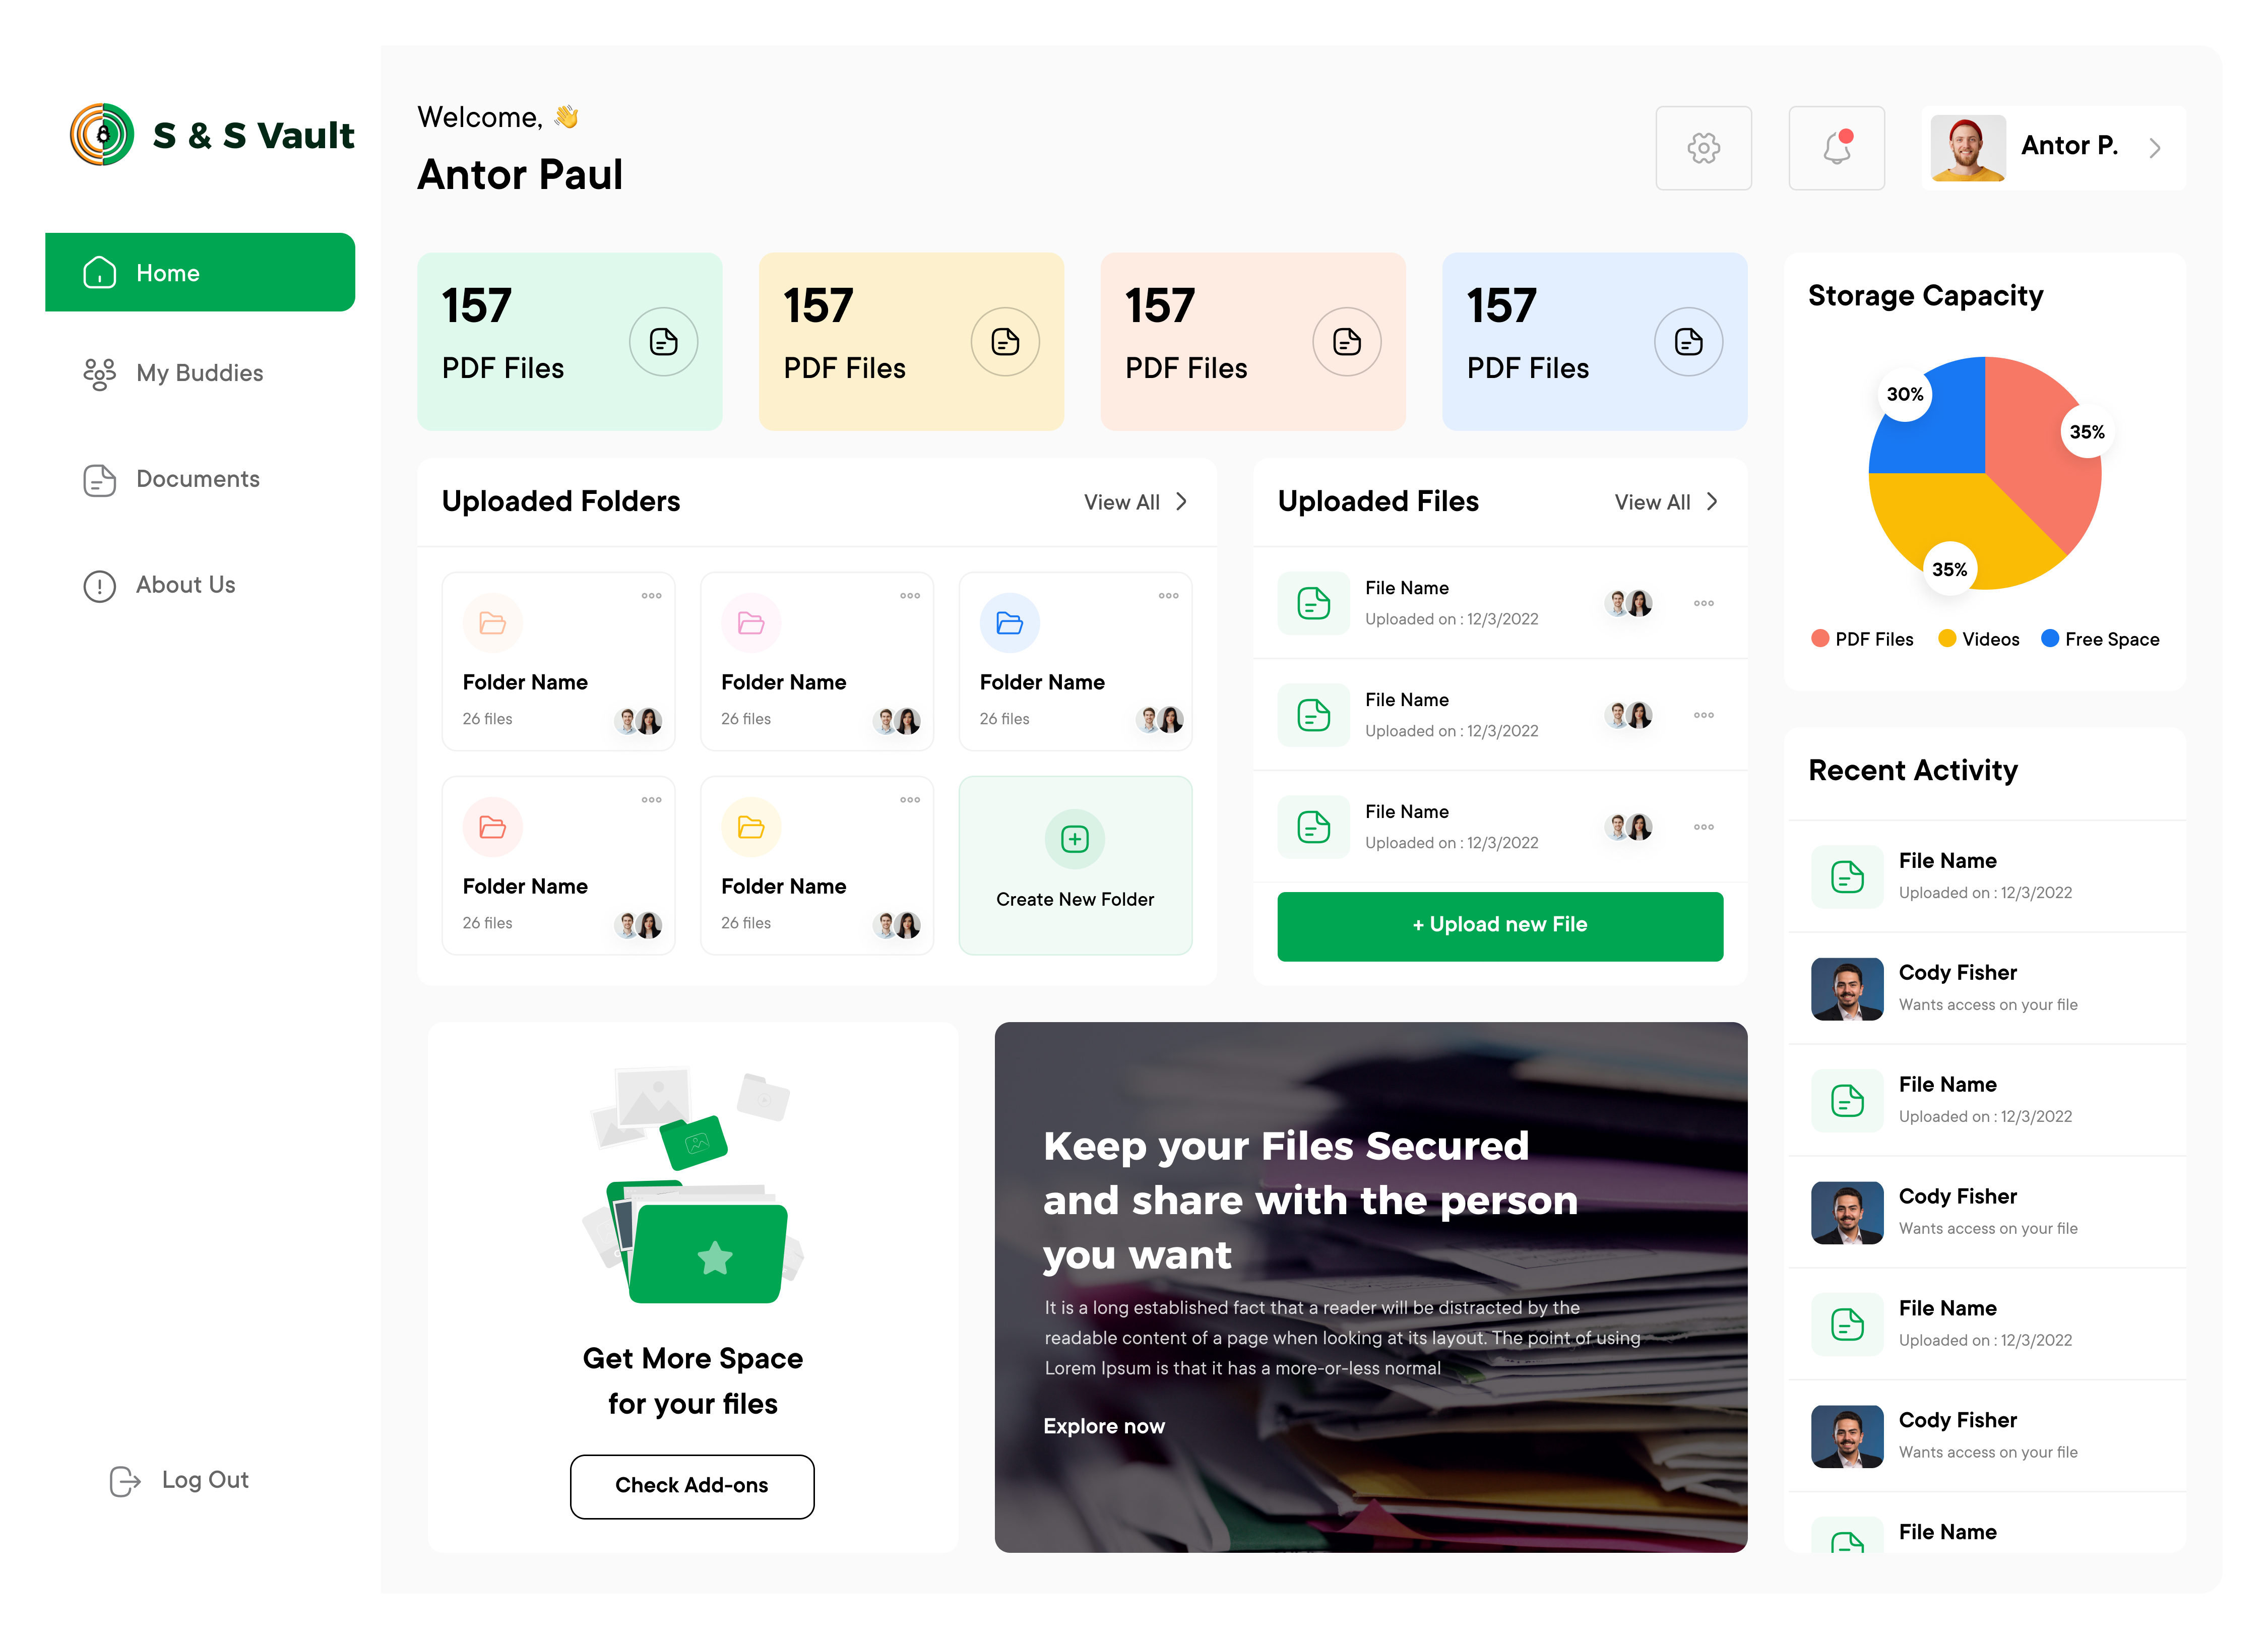 S & S Vault
Home
My Buddies
Documents
About Us
Log Out
Welcome, 👋
Antor Paul
Antor P.
157
PDF Files
157
PDF Files
157
PDF Files
157
PDF Files
Uploaded Folders
View All
Folder Name
26 files
Folder Name
26 files
Folder Name
26 files
Folder Name
26 files
Folder Name
26 files
Create New Folder
Uploaded Files
View All
File Name
Uploaded on : 12/3/2022
File Name
Uploaded on : 12/3/2022
File Name
Uploaded on : 12/3/2022
+ Upload new File
Storage Capacity
30%
35%
35%
PDF Files
Videos
Free Space
Recent Activity
File Name
Uploaded on : 12/3/2022
Cody Fisher
Wants access on your file
File Name
Uploaded on : 12/3/2022
Cody Fisher
Wants access on your file
File Name
Uploaded on : 12/3/2022
Cody Fisher
Wants access on your file
File Name
Get More Space
for your files
Check Add-ons
Keep your Files Secured
and share with the person
you want
It is a long established fact that a reader will be distracted by the
readable content of a page when looking at its layout. The point of using
Lorem Ipsum is that it has a more-or-less normal
Explore now